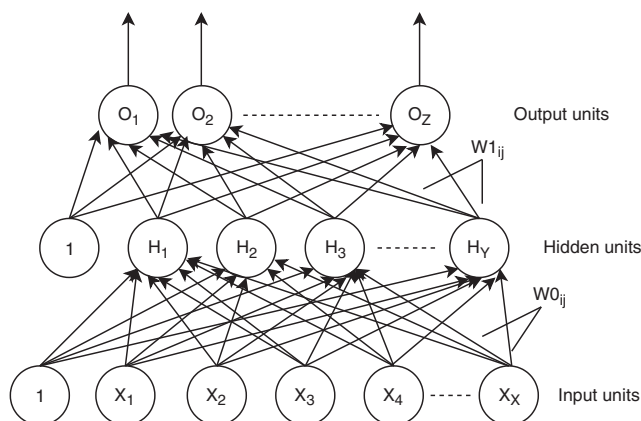 O1 O2 OZ Output units
W1ij
1 H1 H2 H3 HY Hidden units
W0ij
1 X1 X2 X3 X4 XX Input units